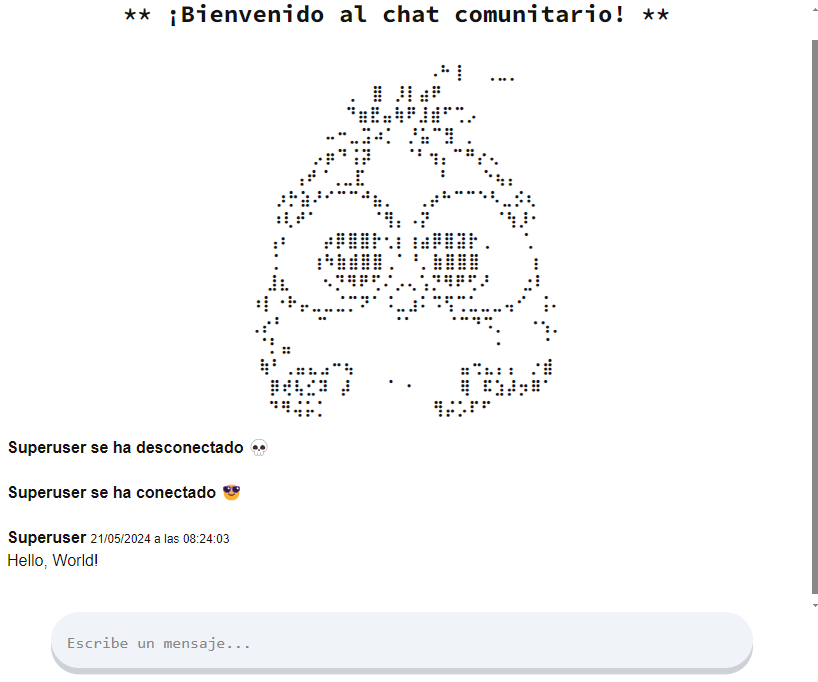 ** ¡Bienvenido al chat comunitario! **
Superuser se ha desconectado 💀
Superuser se ha conectado 😎
Superuser 21/05/2024 a las 08:24:03
Hello, World!
Escribe un mensaje...